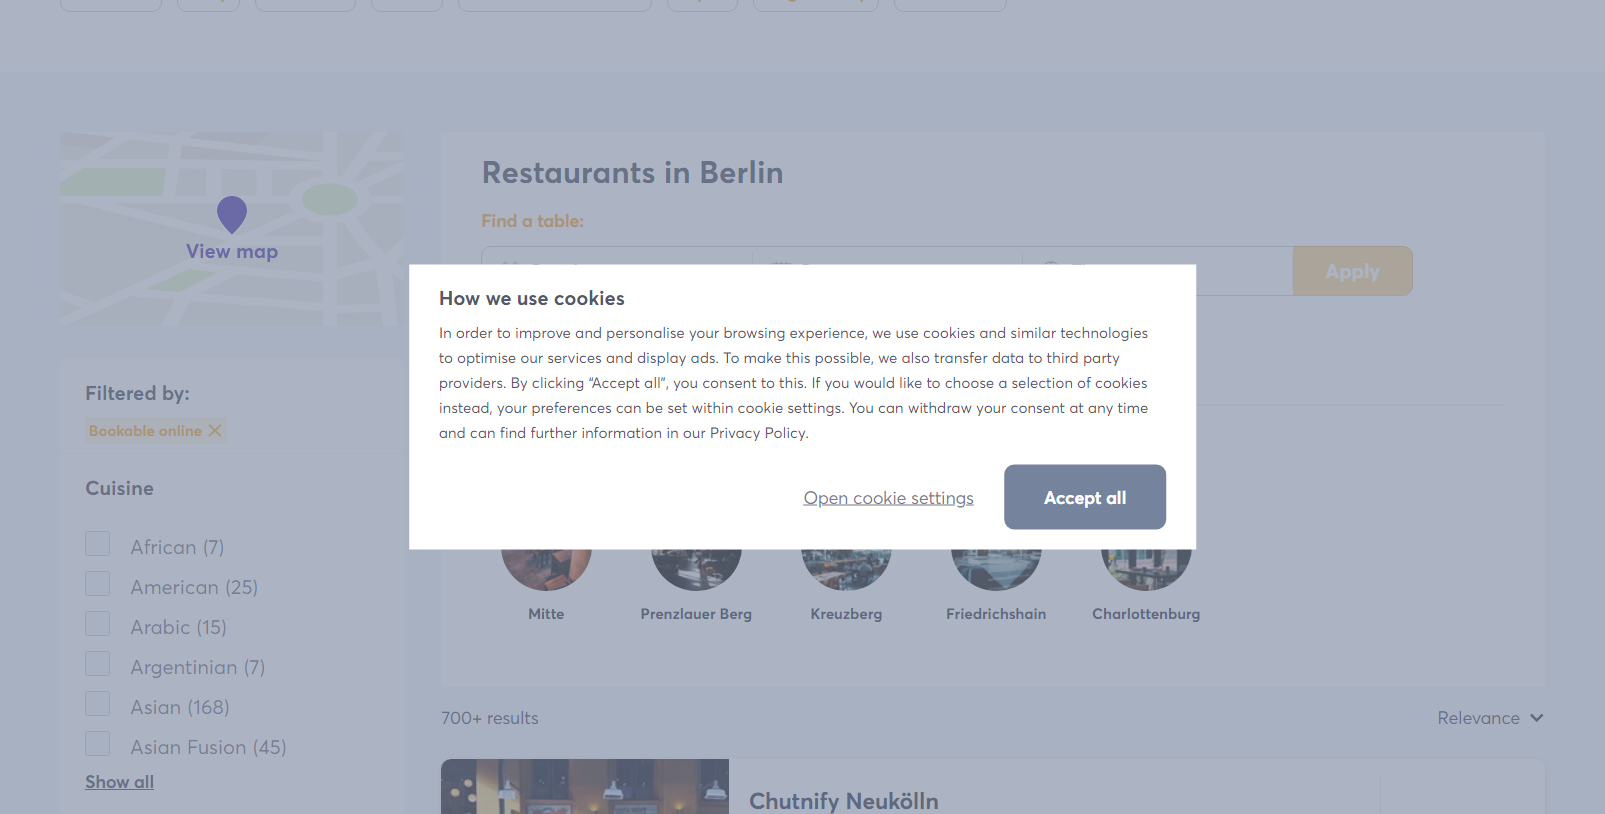 View map
Filtered by:
Bookable online
Cuisine
African (7)
American (25)
Arabic (15)
Argentinian (7)
Asian (168)
Asian Fusion (45)
Show all
Restaurants in Berlin
Find a table:
Apply
How we use cookies
In order to improve and personalise your browsing experience, we use cookies and similar technologies
to optimise our services and display ads. To make this possible, we also transfer data to third party
providers. By clicking “Accept all”, you consent to this. If you would like to choose a selection of cookies
instead, your preferences can be set within cookie settings. You can withdraw your consent at any time
and can find further information in our Privacy Policy.
Open cookie settings
Accept all
Mitte
Prenzlauer Berg
Kreuzberg
Friedrichshain
Charlottenburg
700+ results
Relevance
Chutnify Neukölln